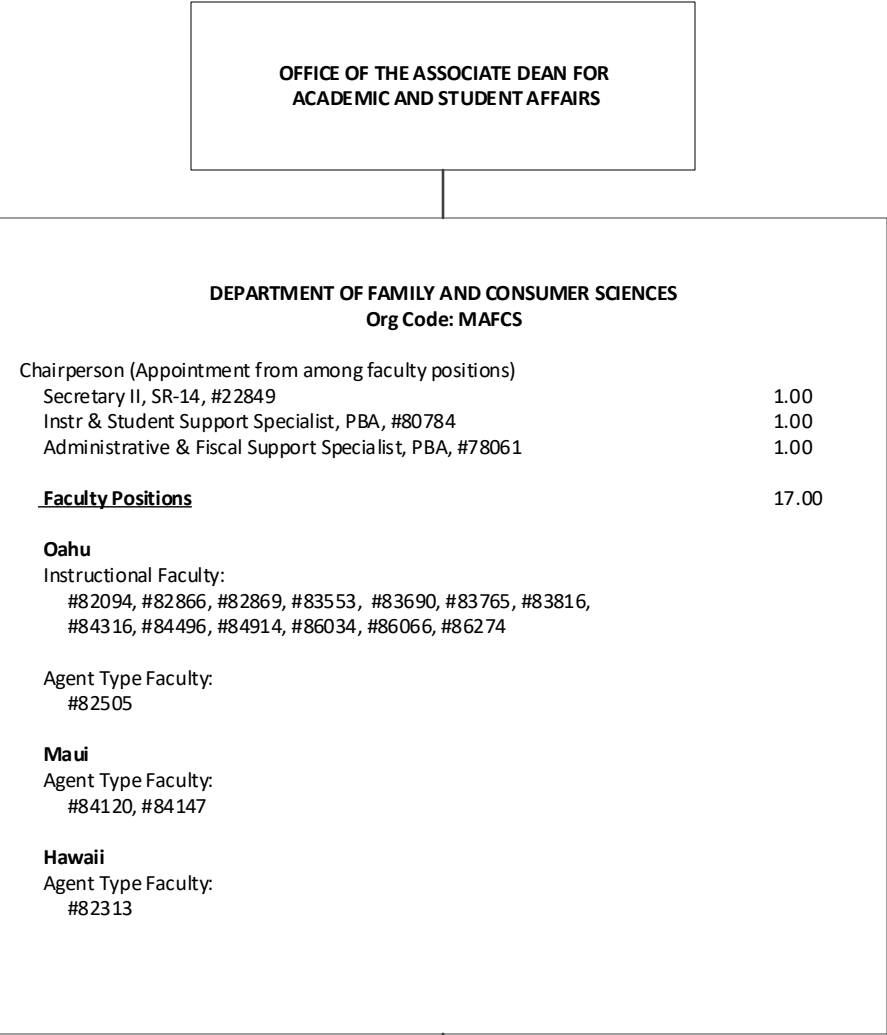 OFFICE OF THE ASSOCIATE DEAN FOR
ACADEMIC AND STUDENT AFFAIRS
DEPARTMENT OF FAMILY AND CONSUMER SCIENCES
Org Code: MAFCS
Chairperson (Appointment from among faculty positions)
Secretary II, SR-14, #22849 1.00
Instr & Student Support Specialist, PBA, #80784 1.00
Administrative & Fiscal Support Specialist, PBA, #78061 1.00
Faculty Positions 17.00
Oahu
Instructional Faculty:
#82094, #82866, #82869, #83553, #83690, #83765, #83816,
#84316, #84496, #84914, #86034, #86066, #86274
Agent Type Faculty:
#82505
Maui
Agent Type Faculty:
#84120, #84147
Hawaii
Agent Type Faculty:
#82313